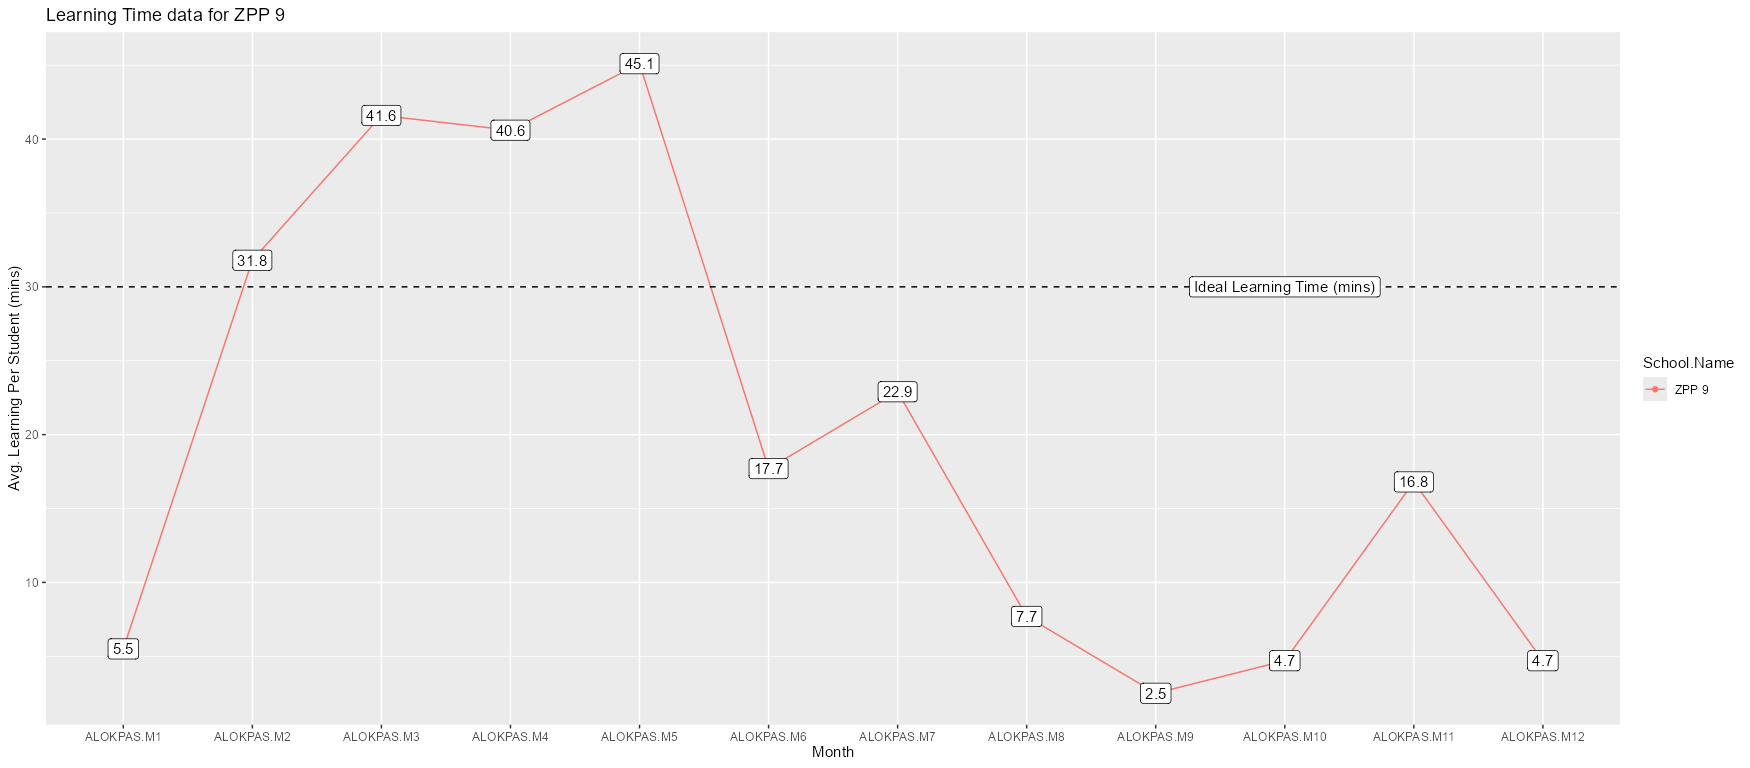 Learning Time data for ZPP 9
45.1
41.6
40.6
40
31.8
30
Ideal Learning Time (mins)
Avg. Learning Per Student (mins)
School.Name
ZPP 9
22.9
20
17.7
16.8
10
7.7
5.5
4.7
4.7
2.5
ALOKPAS.M1 ALOKPAS.M2 ALOKPAS.M3 ALOKPAS.M4 ALOKPAS.M5 ALOKPAS.M6 ALOKPAS.M7 ALOKPAS.M8 ALOKPAS.M9 ALOKPAS.M10 ALOKPAS.M11 ALOKPAS.M12
Month